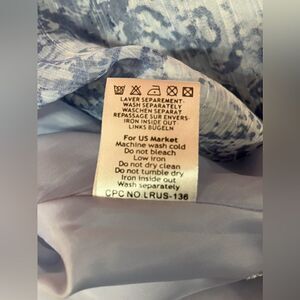 LAVER SEPAREMENT-
WASH SEPARATELY
WASCHEN SEPARAT
REPASSAGE SUR ENVERS-
IRON INSIDE OUT-
LINKS BÜGELN
For US Market
Machine wash cold
Do not bleach
Low iron
Do not dry clean
Do not tumble dry
Iron inside out
Wash separately
CPC NO LRUS-136